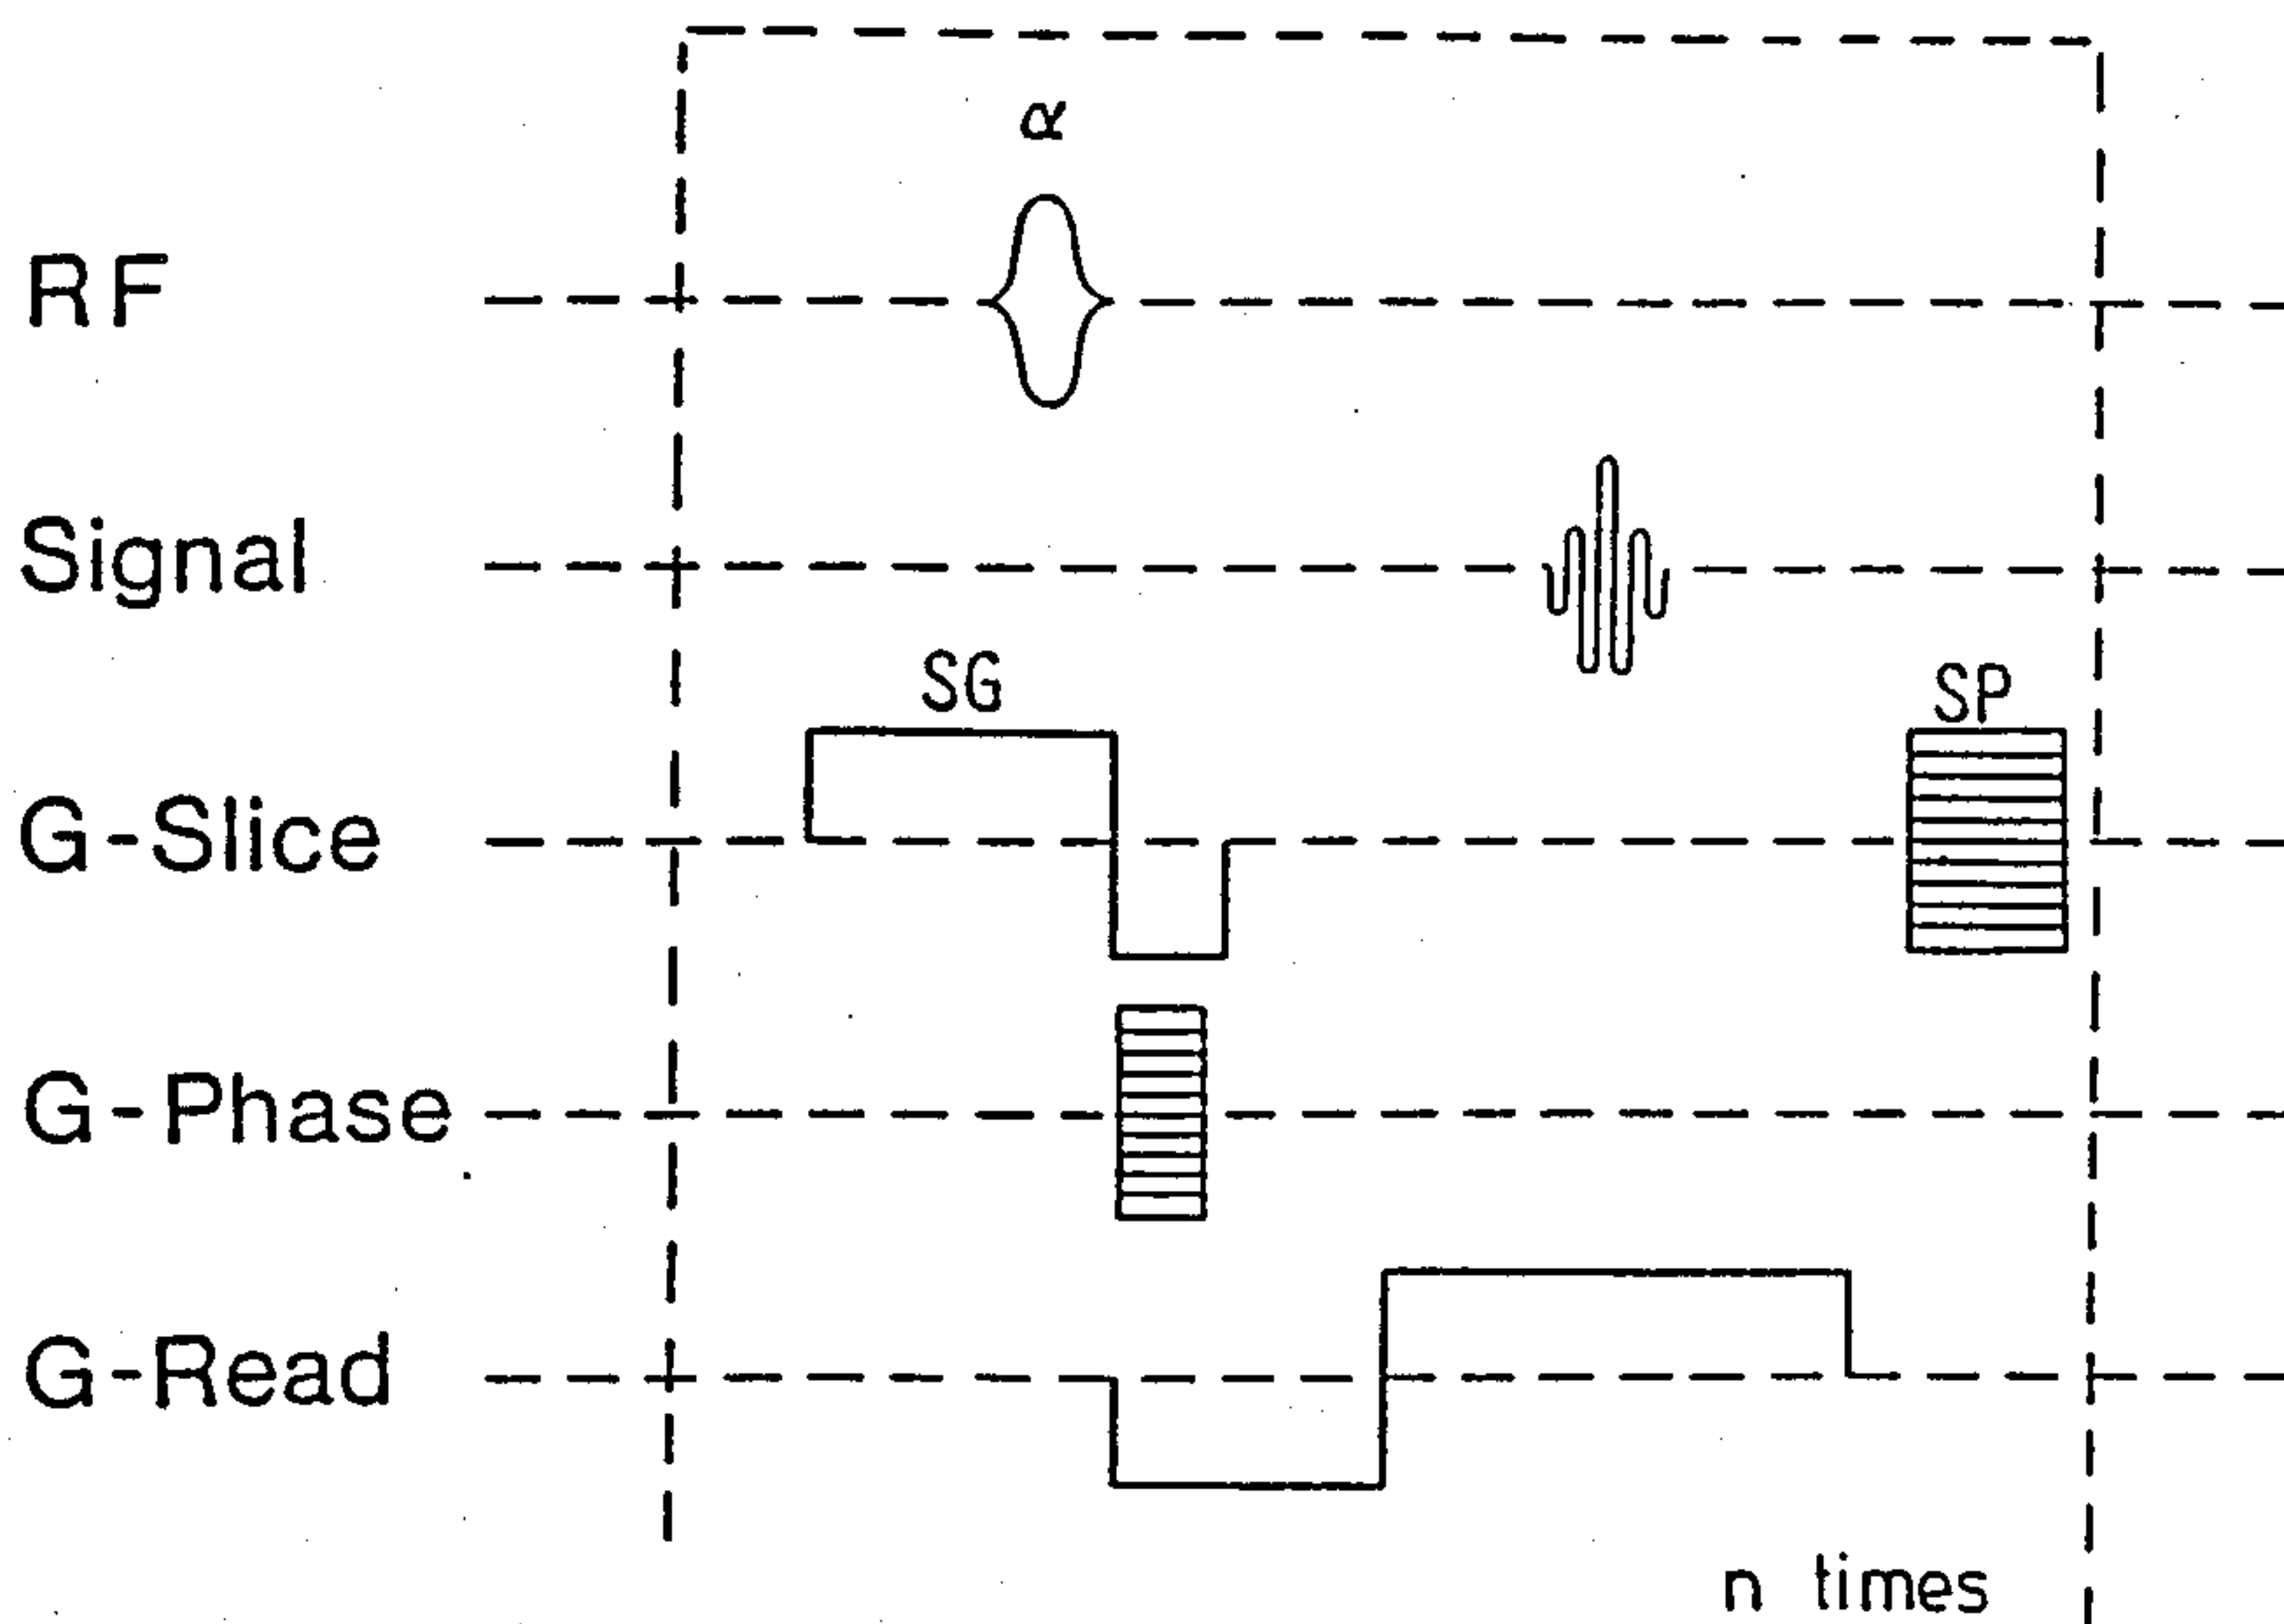 α
RF
Signal
SG
SP
G-Slice
G-Phase
G-Read
n times